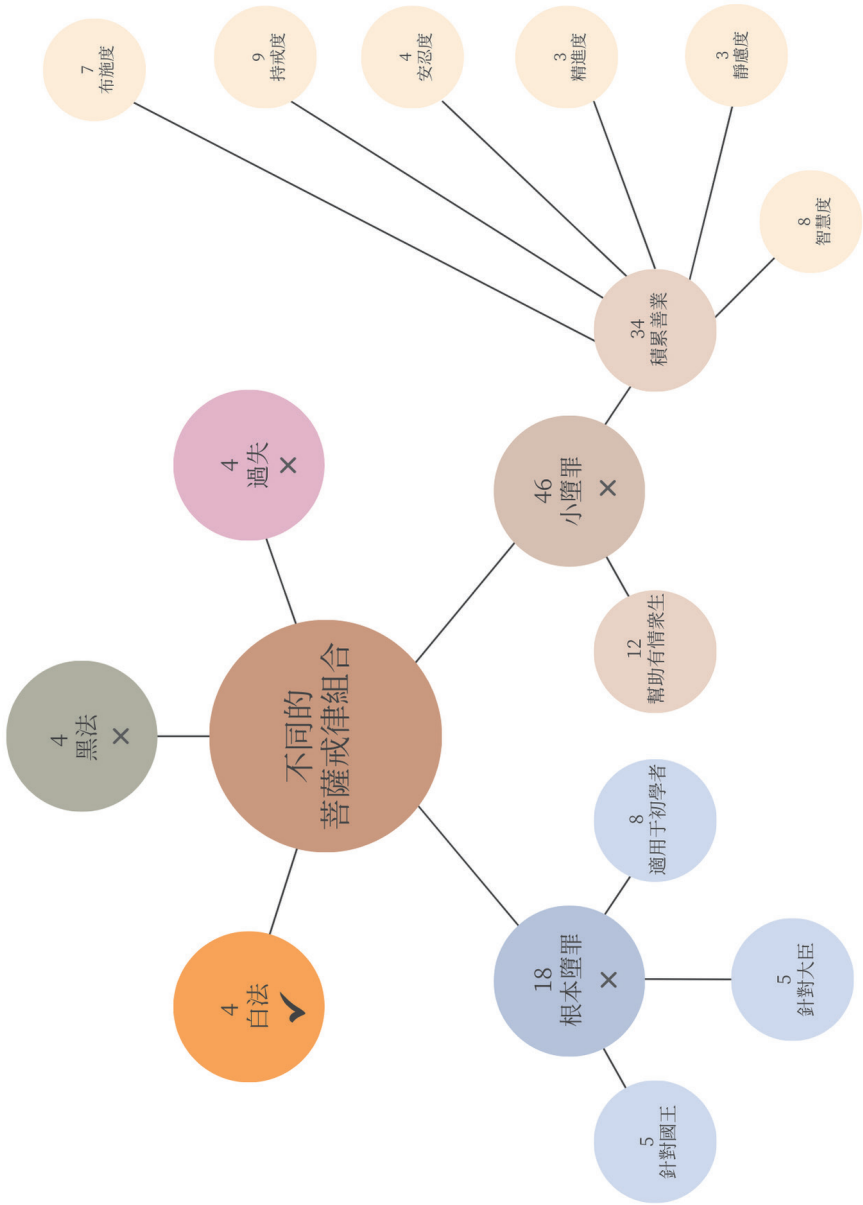 不同的
菩薩戒律組合
4
白法
4
黑法
4
過失
18
根本墮罪
5
針對國王
5
針對大臣
8
適用于初學者
46
小墮罪
12
幫助有情衆生
34
積累善業
7
布施度
9
持戒度
4
安忍度
3
精進度
3
靜慮度
8
智慧度